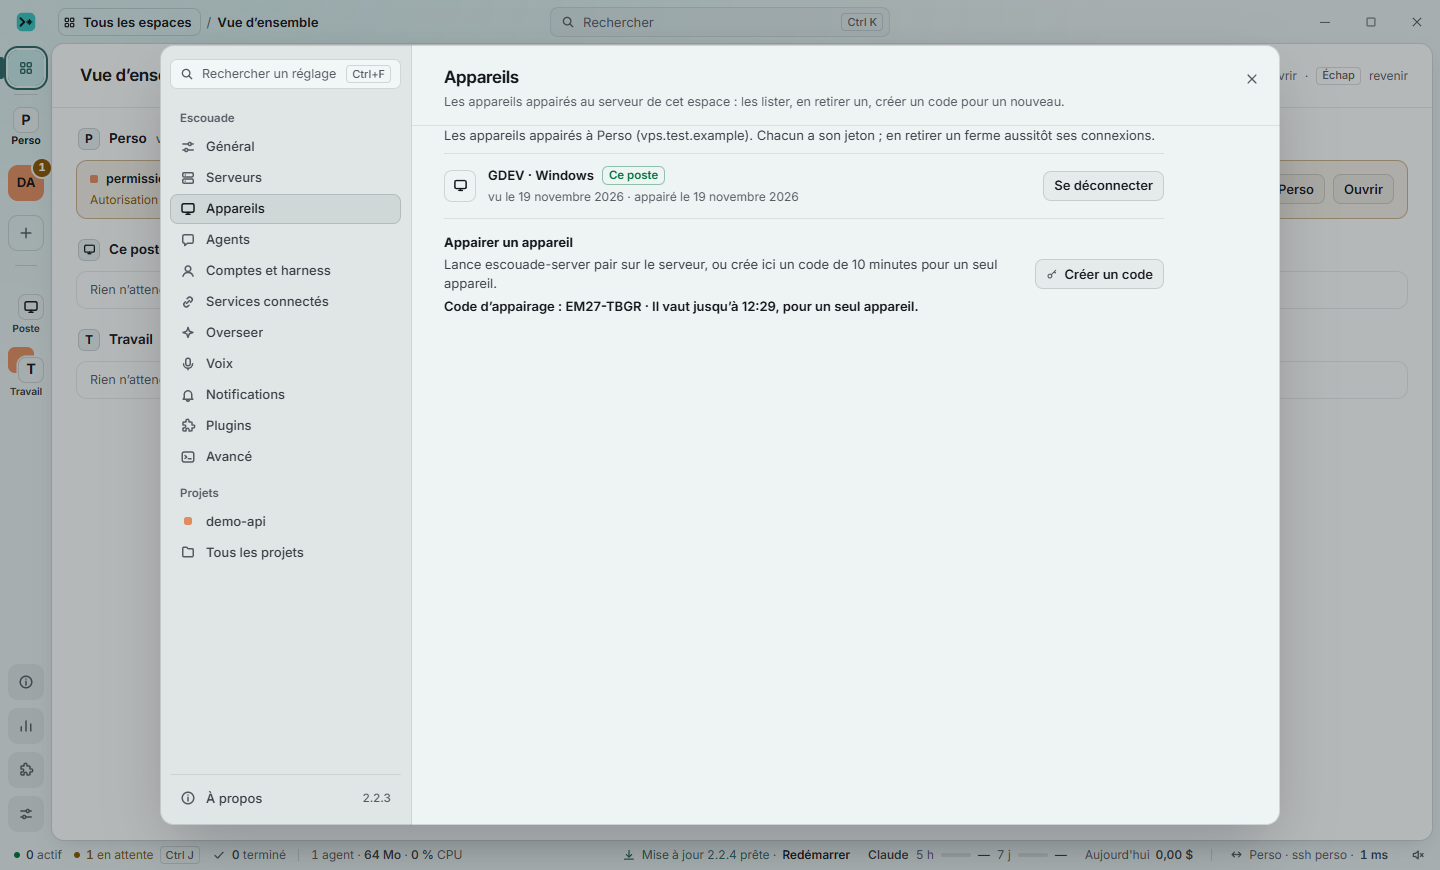 Tous les espaces / Vue d’ensemble
Rechercher Ctrl K
Vue d’ens
vrir · Échap revenir
P
Perso
DA 1
Poste
T
Travail
P Perso v
permissi
Autorisation
Perso Ouvrir
Ce post
Rien n’atten
T Travail
Rien n’atten
Rechercher un réglage Ctrl+F
Escouade
Général
Serveurs
Appareils
Agents
Comptes et harness
Services connectés
Overseer
Voix
Notifications
Plugins
Avancé
Projets
demo-api
Tous les projets
À propos 2.2.3
Appareils
Les appareils appairés au serveur de cet espace : les lister, en retirer un, créer un code pour un nouveau.
Les appareils appairés à Perso (vps.test.example). Chacun a son jeton ; en retirer un ferme aussitôt ses connexions.
GDEV · Windows Ce poste
vu le 19 novembre 2026 · appairé le 19 novembre 2026
Se déconnecter
Appairer un appareil
Lance escouade-server pair sur le serveur, ou crée ici un code de 10 minutes pour un seul
appareil.
Créer un code
Code d’appairage : EM27-TBGR · Il vaut jusqu’à 12:29, pour un seul appareil.
0 actif 1 en attente Ctrl J 0 terminé 1 agent · 64 Mo · 0 % CPU Mise à jour 2.2.4 prête · Redémarrer Claude 5 h — 7 j — Aujourd'hui 0,00 $ Perso · ssh perso · 1 ms